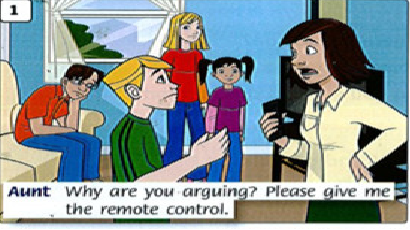 1
Aunt Why are you arguing? Please give me
the remote control.